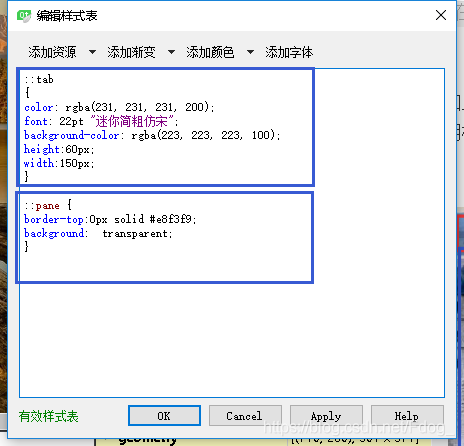 编辑样式表
添加资源 添加渐变 添加颜色 添加字体
::tab
{
color: rgba(231, 231, 231, 200);
font: 22pt "迷你简粗仿宋";
background-color: rgba(223, 223, 223, 100);
height:60px;
width:150px;
}
::pane {
border-top:0px solid #e8f3f9;
background:  transparent;
}
有效样式表 OK Cancel Apply Help
geometry